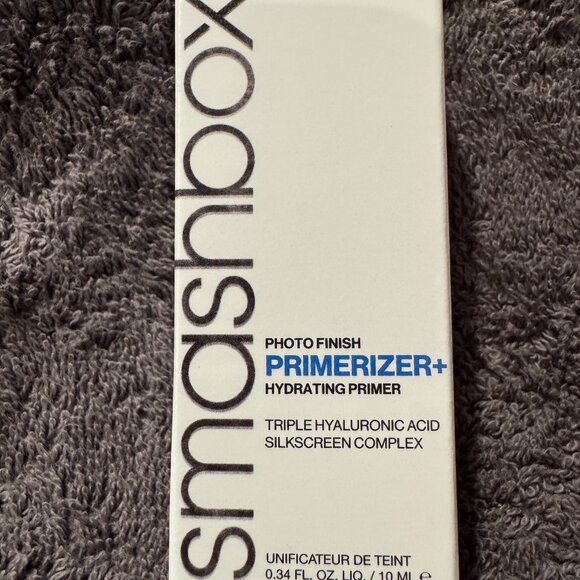 smashbox
PHOTO FINISH
PRIMERIZER+
HYDRATING PRIMER
TRIPLE HYALURONIC ACID
SILKSCREEN COMPLEX
UNIFICATEUR DE TEINT
0.34 FL. OZ. LIQ. / 10 ML ℮